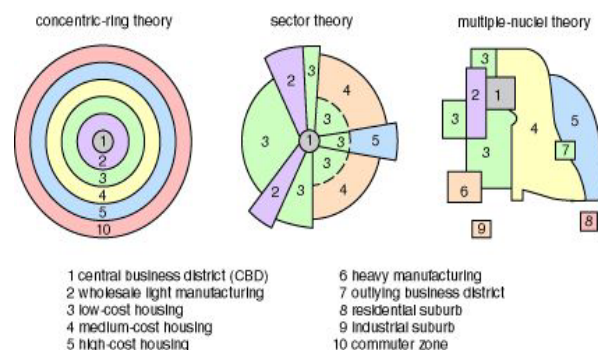 concentric-ring theory
sector theory
multiple-nuclei theory
1
2
3
4
5
10
2
3
4
3
3
1
3
5
3
2
3
4
3
2
1
3
5
4
7
3
6
9
8
1 central business district (CBD)
2 wholesale light manufacturing
3 low-cost housing
4 medium-cost housing
5 high-cost housing
6 heavy manufacturing
7 outlying business district
8 residential suburb
9 industrial suburb
10 commuter zone